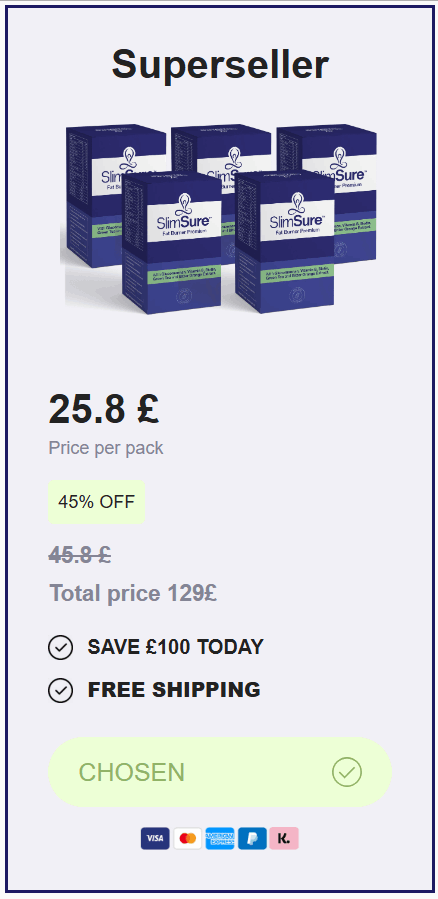 Superseller
SlimSure™
Fat Burner Premium
SlimSure™
Fat Burner Premium
25.8 £
Price per pack
45% OFF
45.8 £
Total price 129£
SAVE £100 TODAY
FREE SHIPPING
CHOSEN
VISA
AMERICAN EXPRESS
K.